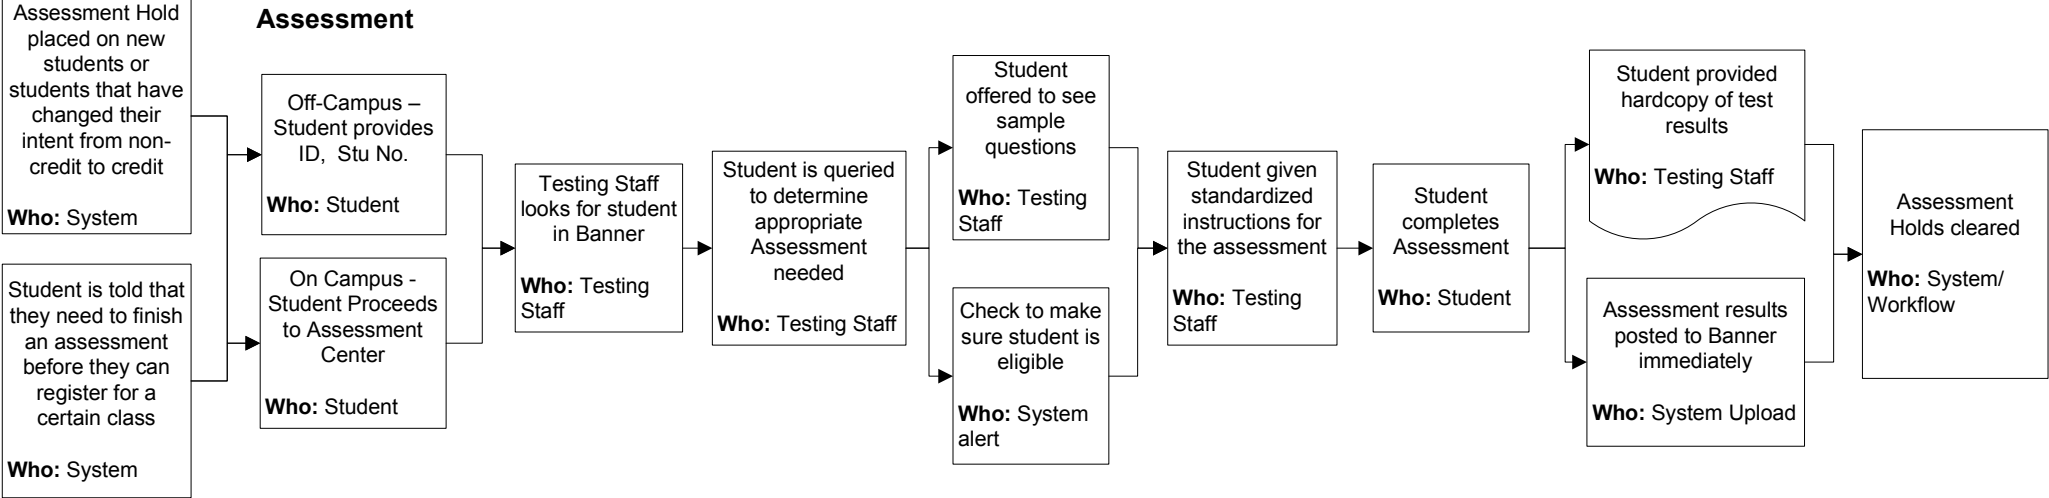 Assessment
Assessment Hold
placed on new
students or
students that have
changed their
intent from non-
credit to credit
Who: System
Student is told that
they need to finish
an assessment
before they can
register for a
certain class
Who: System
Off-Campus –
Student provides
ID, Stu No.
Who: Student
On Campus -
Student Proceeds
to Assessment
Center
Who: Student
Testing Staff
looks for student
in Banner
Who: Testing
Staff
Student is queried
to determine
appropriate
Assessment
needed
Who: Testing Staff
Student
offered to see
sample
questions
Who: Testing
Staff
Check to make
sure student is
eligible
Who: System
alert
Student given
standardized
instructions for
the assessment
Who: Testing
Staff
Student
completes
Assessment
Who: Student
Student provided
hardcopy of test
results
Who: Testing Staff
Assessment results
posted to Banner
immediately
Who: System Upload
Assessment
Holds cleared
Who: System/
Workflow